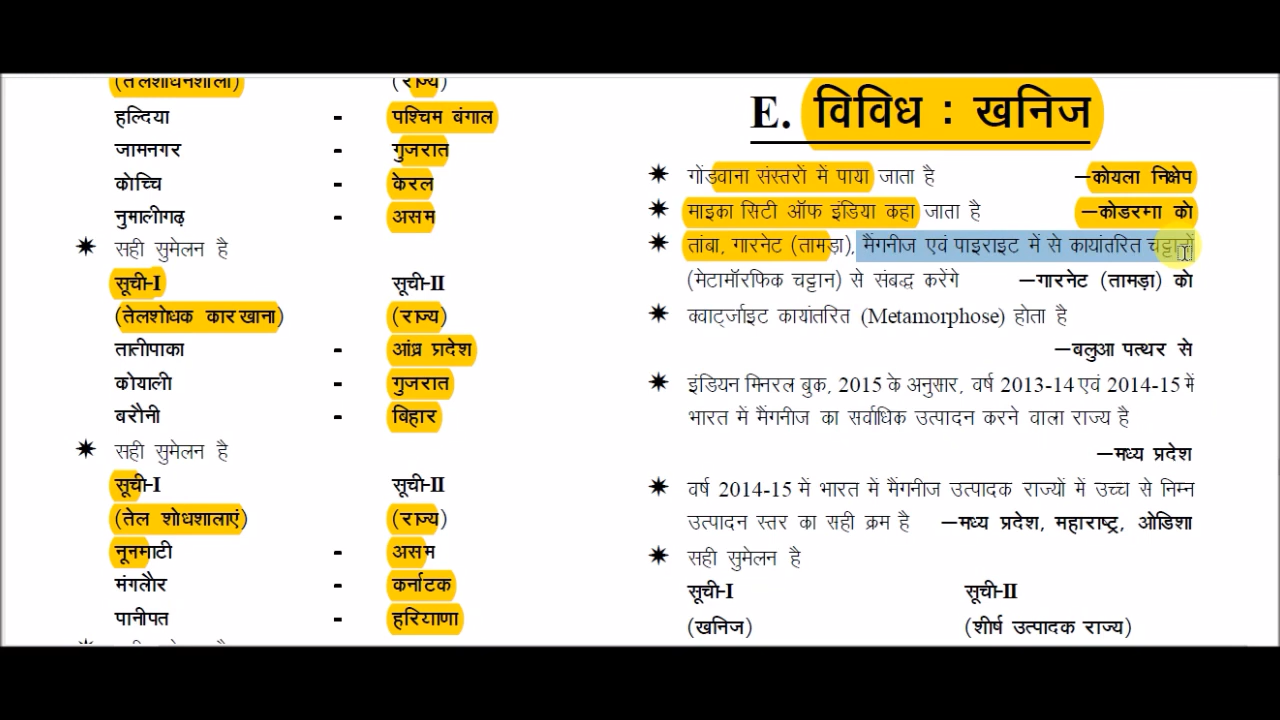 (तेलशोधनशाला) (राज्य)
हल्दिया - पश्चिम बंगाल
जामनगर - गुजरात
कोच्चि - केरल
नुमालीगढ़ - असम
✷ सही सुमेलन है
सूची-I सूची-II
(तेलशोधक कारखाना) (राज्य)
तातीपाका - आंध्र प्रदेश
कोयाली - गुजरात
बरौनी - बिहार
✷ सही सुमेलन है
सूची-I सूची-II
(तेल शोधशालाएं) (राज्य)
नूनमाटी - असम
मंगलौर - कर्नाटक
पानीपत - हरियाणा
E. विविध : खनिज
✷ गोंडवाना संस्तरों में पाया जाता है –कोयला निक्षेप
✷ माइका सिटी ऑफ इंडिया कहा जाता है –कोडरमा को
✷ तांबा, गारनेट (तामड़ा), मैंगनीज एवं पाइराइट में से कायांतरित चट्टानों
(मेटामॉरफिक चट्टान) से संबद्ध करेंगे –गारनेट (तामड़ा) को
✷ क्वार्ट्जाइट कायांतरित (Metamorphose) होता है
–बलुआ पत्थर से
✷ इंडियन मिनरल बुक, 2015 के अनुसार, वर्ष 2013-14 एवं 2014-15 में
भारत में मैंगनीज का सर्वाधिक उत्पादन करने वाला राज्य है
–मध्य प्रदेश
✷ वर्ष 2014-15 में भारत में मैंगनीज उत्पादक राज्यों में उच्च से निम्न
उत्पादन स्तर का सही क्रम है –मध्य प्रदेश, महाराष्ट्र, ओडिशा
✷ सही सुमेलन है
सूची-I सूची-II
(खनिज) (शीर्ष उत्पादक राज्य)